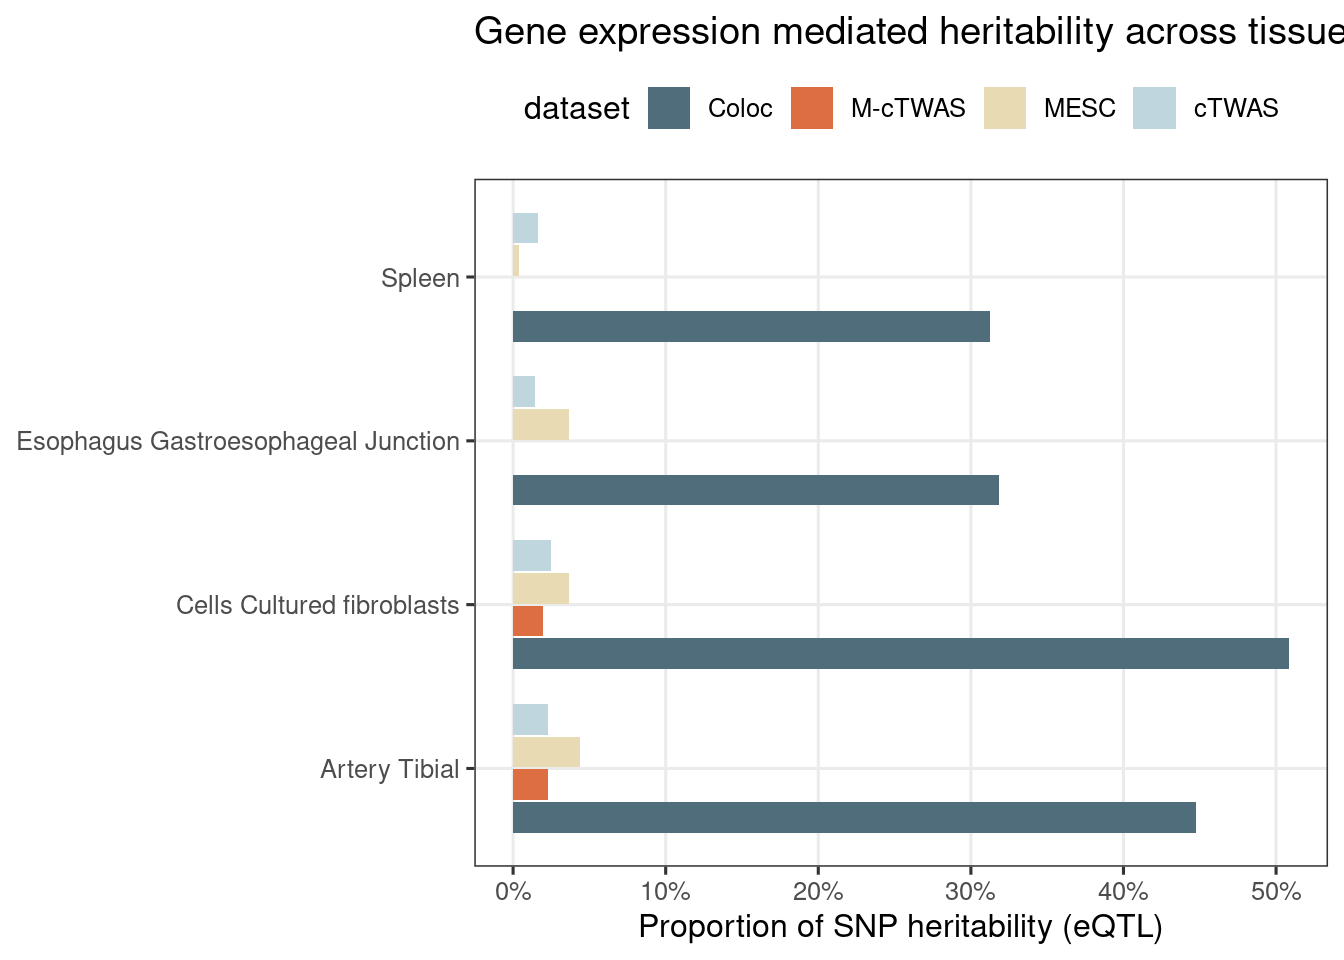 Gene expression mediated heritability across tissue
dataset Coloc M-cTWAS MESC cTWAS
Spleen
Esophagus Gastroesophageal Junction
Cells Cultured fibroblasts
Artery Tibial
0% 10% 20% 30% 40% 50%
Proportion of SNP heritability (eQTL)